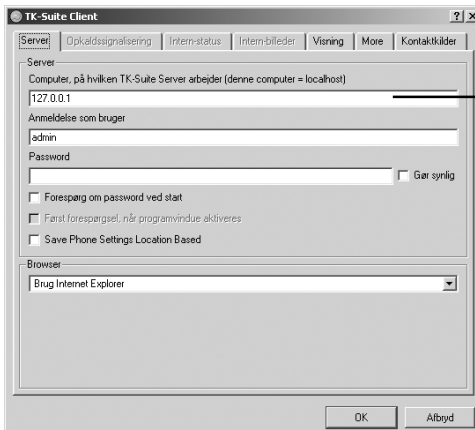 TK-Suite Client
Server Opkaldssignalisering Intern-status Intern-billeder Visning More Kontaktkilder
Server
Computer, på hvilken TK-Suite Server arbejder (denne computer = localhost)
127.0.0.1
Anmeldelse som bruger
admin
Password
Gør synlig
Forespørg om password ved start
Først forespørgsel, når programvindue aktiveres
Save Phone Settings Location Based
Browser
Brug Internet Explorer
OK Afbryd